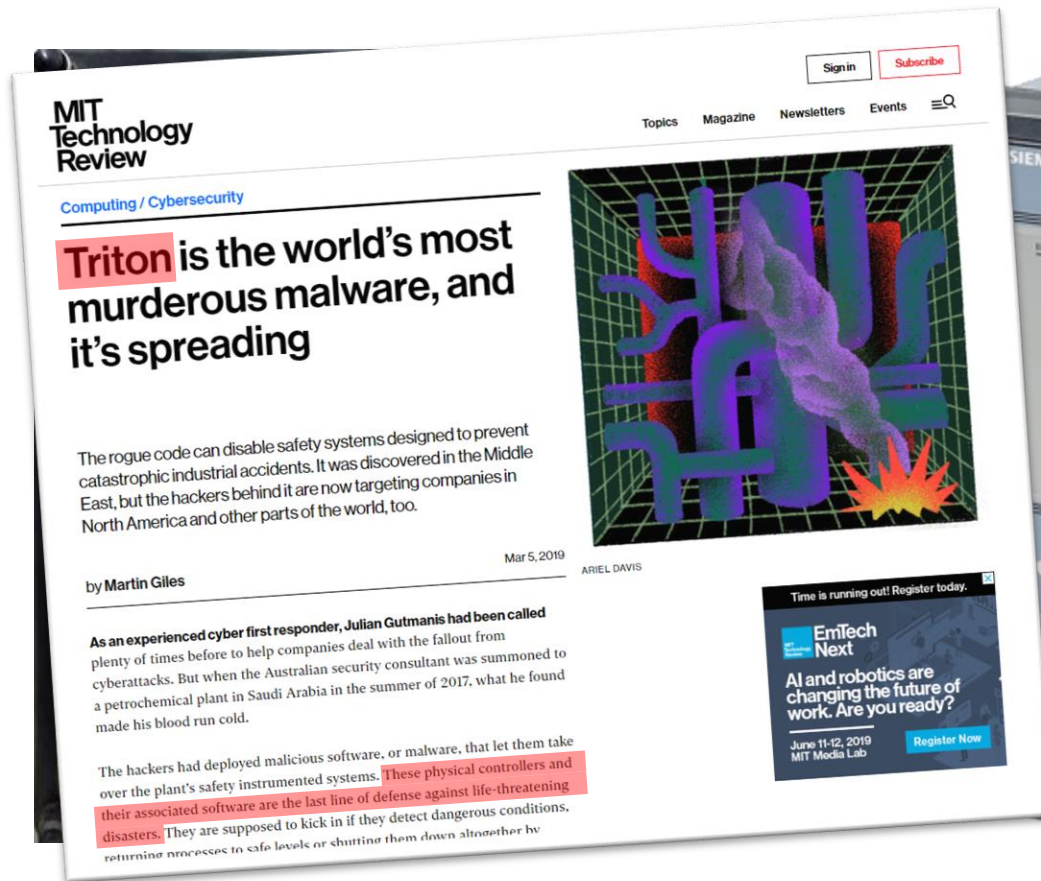 Sign in
Subscribe
MIT
Technology
Review
Topics
Magazine
Newsletters
Events
Computing / Cybersecurity
Triton is the world's most
murderous malware, and
it's spreading
The rogue code can disable safety systems designed to prevent
catastrophic industrial accidents. It was discovered in the Middle
East, but the hackers behind it are now targeting companies in
North America and other parts of the world, too.
by Martin Giles
Mar 5, 2019
ARIEL DAVIS
As an experienced cyber first responder, Julian Gutmanis had been called
plenty of times before to help companies deal with the fallout from
cyberattacks. But when the Australian security consultant was summoned to
a petrochemical plant in Saudi Arabia in the summer of 2017, what he found
made his blood run cold.
The hackers had deployed malicious software, or malware, that let them take
over the plant's safety instrumented systems. These physical controllers and
their associated software are the last line of defense against life-threatening
disasters. They are supposed to kick in if they detect dangerous conditions,
returning processes to safe levels or shutting them down altogether by
Time is running out! Register today.
MIT
Technology
Review
EmTech
Next
AI and robotics are
changing the future of
work. Are you ready?
June 11-12, 2019
MIT Media Lab
Register Now
SIEM